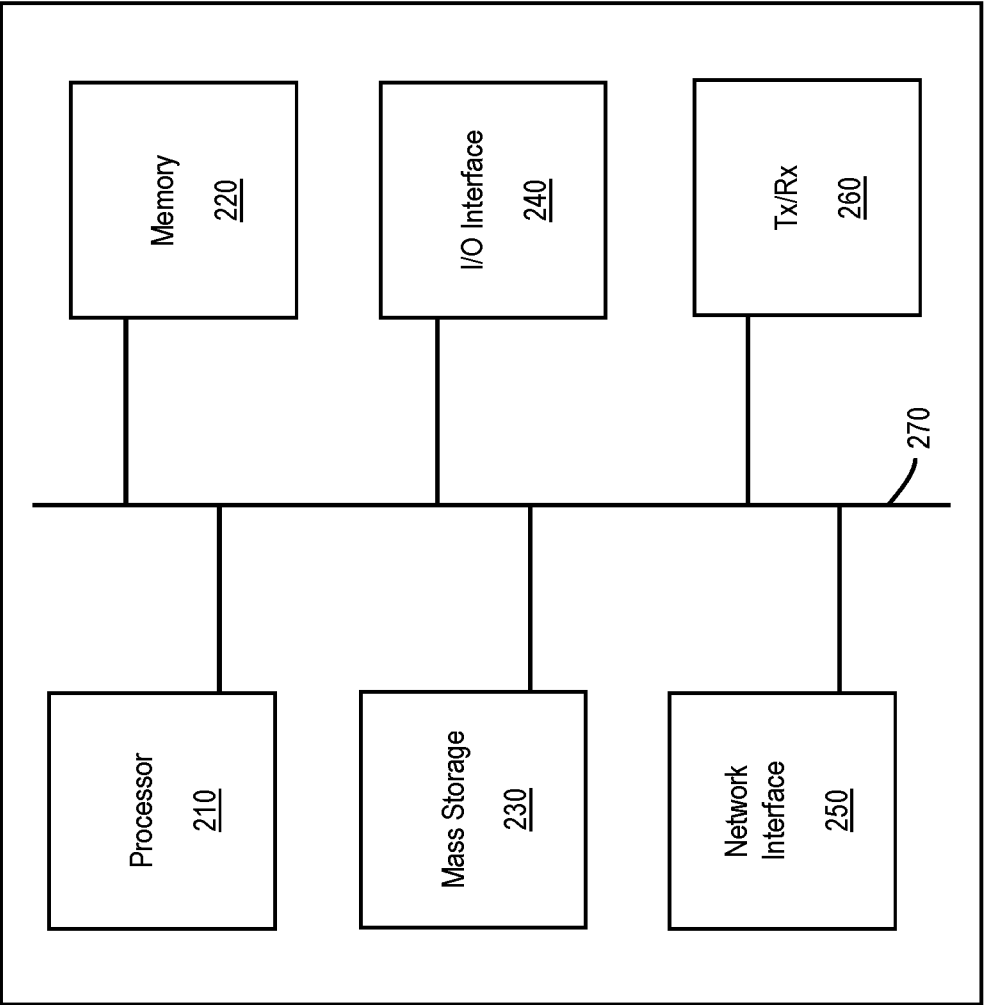 Processor
210
Mass Storage
230
Network
Interface
250
Memory
220
I/O Interface
240
Tx/Rx
260
270